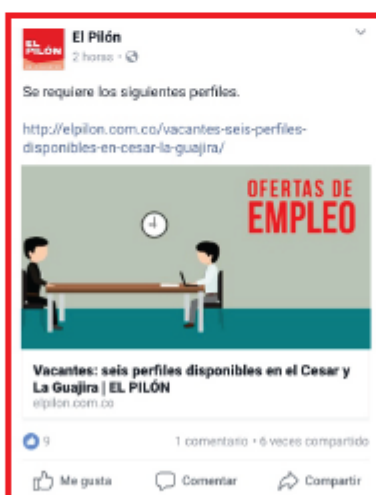 EL PILÓN
El Pilón
2 horas
Se requiere los siguientes perfiles.
http://elpilon.com.co/vacantes-seis-perfiles-
disponibles-en-cesar-la-guajira/
OFERTAS DE
EMPLEO
Vacantes: seis perfiles disponibles en el Cesar y
La Guajira | EL PILÓN
elpilon.com.co
9 1 comentario • 6 veces compartido
Me gusta Comentar Compartir